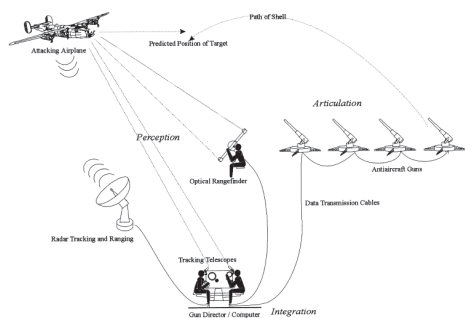 Path of Shell
Predicted Position of Target
Attacking Airplane
Articulation
Perception
Antiaircraft Guns
Optical Rangefinder
Data Transmission Cables
Radar Tracking and Ranging
Tracking Telescopes
Gun Director / Computer
Integration